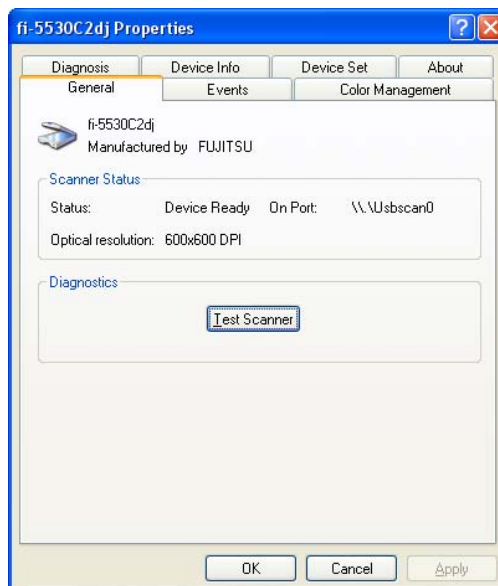 fi-5530C2dj Properties
Diagnosis Device Info Device Set About
General Events Color Management
fi-5530C2dj
Manufactured by FUJITSU
Scanner Status
Status: Device Ready On Port: \\.\Usbscan0
Optical resolution: 600x600 DPI
Diagnostics
Test Scanner
OK Cancel Apply